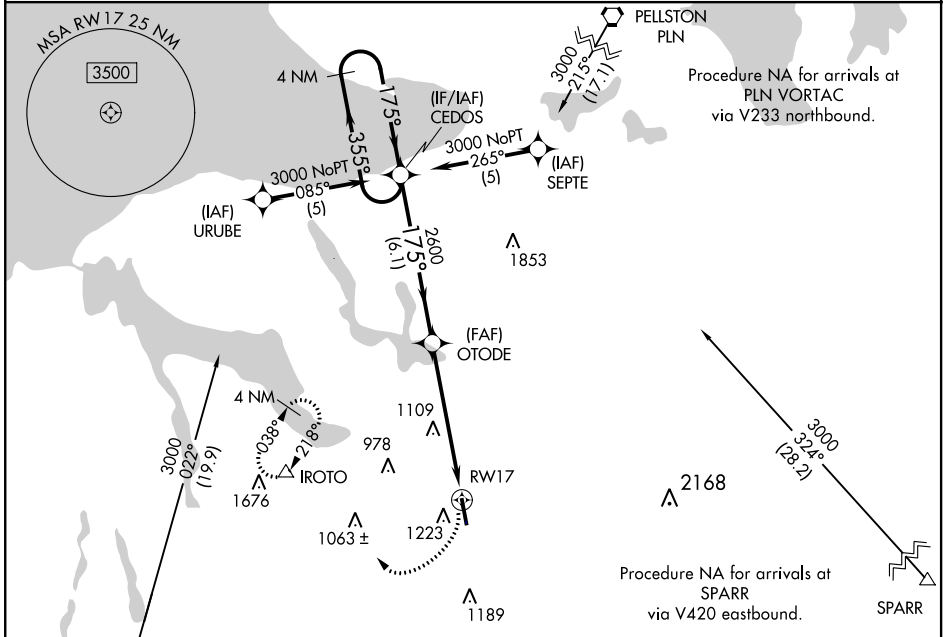 MSA RW17 25 NM
3500
PELLSTON
PLN
3000
215°
(17.1)
Procedure NA for arrivals at
PLN VORTAC
via V233 northbound.
4 NM
175°
355°
(IF/IAF)
CEDOS
3000 NoPT
265°
(5)
(IAF)
SEPTE
3000 NoPT
085°
(5)
(IAF)
URUBE
2600
175°
(6.1)
1853
(FAF)
OTODE
3000
022°
(19.9)
4 NM
038°
218°
IROTO
1676
1109
978
RW17
1063 ±
1223
1189
2168
3000
324°
(28.2)
Procedure NA for arrivals at
SPARR
via V420 eastbound.
SPARR